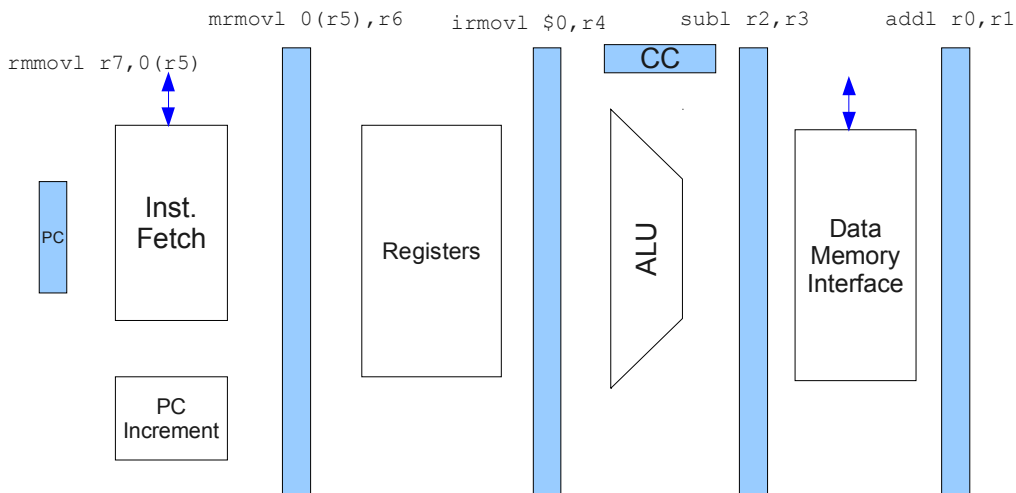 mrmovl 0(r5),r6
irmovl $0,r4
subl r2,r3
addl r0,r1
rmmovl r7,0(r5)
CC
PC
Inst.
Fetch
Registers
ALU
Data
Memory
Interface
PC
Increment